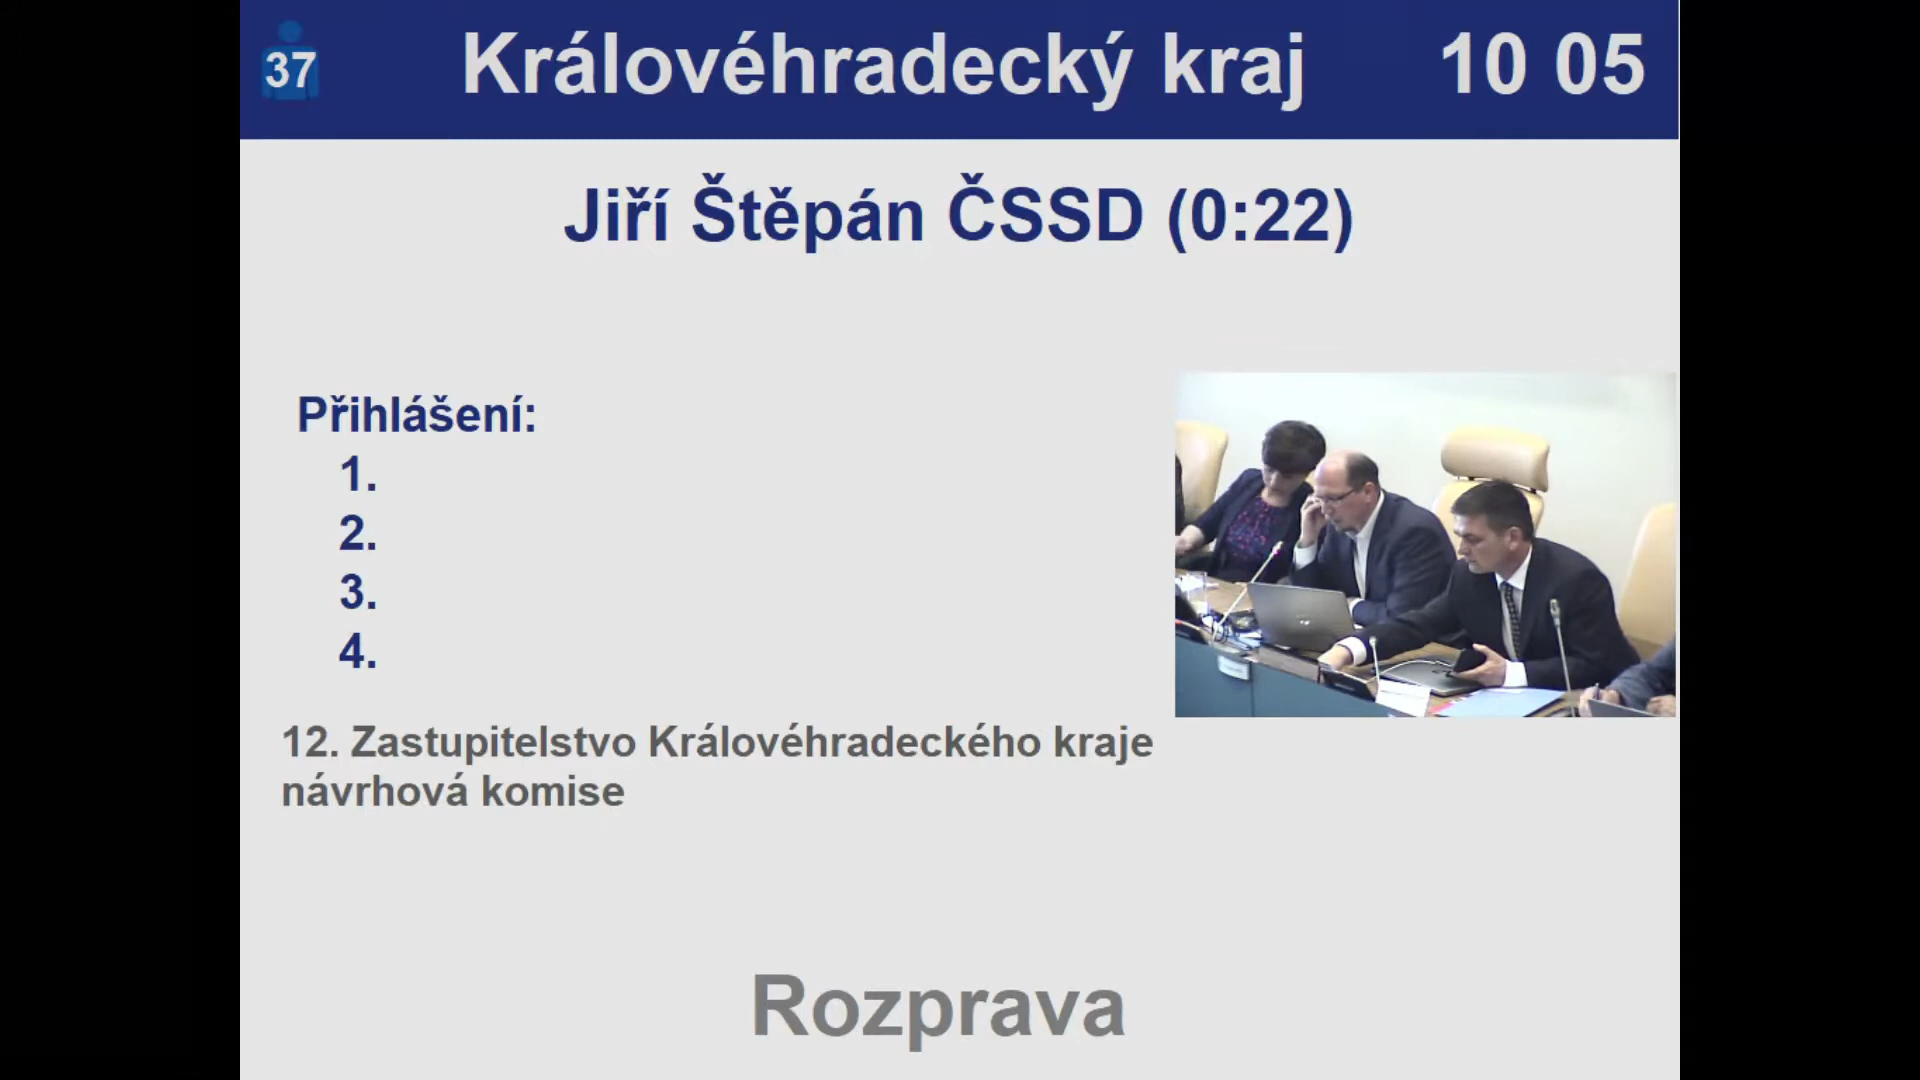 37 Královéhradecký kraj 10 05
Jiří Štěpán ČSSD (0:22)
Přihlášení:
1.
2.
3.
4.
12. Zastupitelstvo Královéhradeckého kraje
návrhová komise
Rozprava